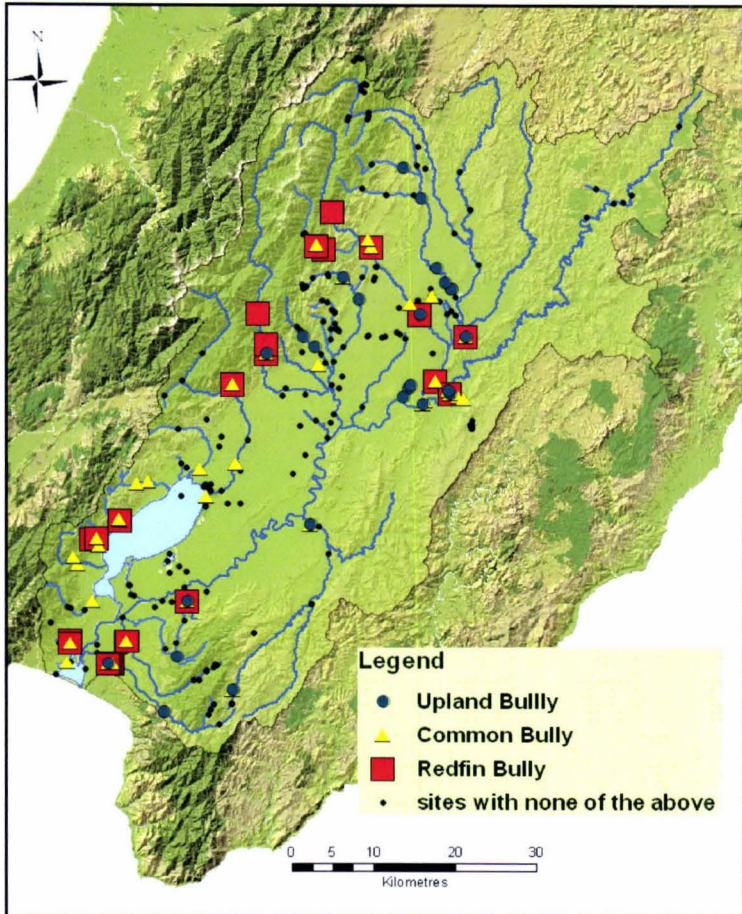 N
Legend
Upland Bullly
Common Bully
Redfin Bully
sites with none of the above
0 5 10 20 30
Kilometres